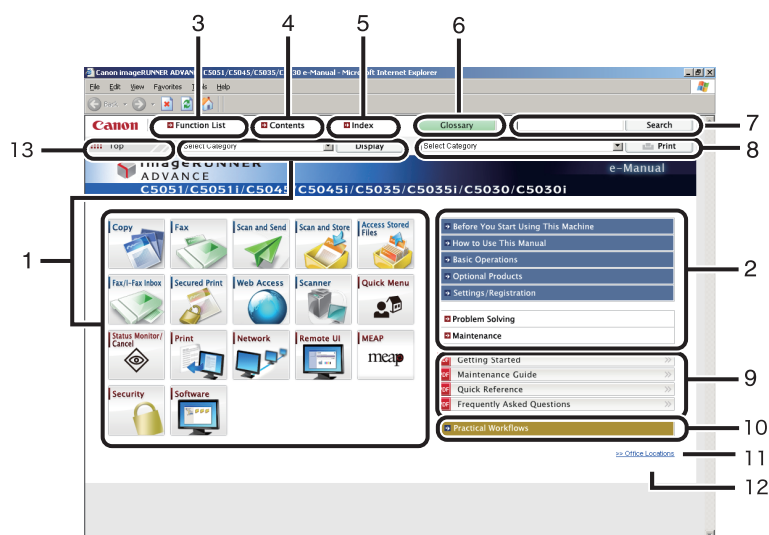 3
4
5
6
Canon imageRUNNER ADVANCE C5051/C5045/C5035/C5030 e-Manual - Microsoft Internet Explorer
File Edit View Favorites Tools Help
Back
Canon
Function List
Contents
Index
Glossary
Search
7
13
Top
(Select Category
Display
(Select Category
Print
8
imageRUNNER
ADVANCE
e-Manual
C5051/C5051i/C5045/C5045i/C5035/C5035i/C5030/C5030i
1
Copy
Fax
Scan and Send
Scan and Store
Access Stored
Files
Fax/I-Fax Inbox
Secured Print
Web Access
Scanner
Quick Menu
Status Monitor/
Cancel
Print
Network
Remote UI
MEAP
meap
Security
Software
Before You Start Using This Machine
How to Use This Manual
Basic Operations
Optional Products
Settings/Registration
2
Problem Solving
Maintenance
Getting Started
Maintenance Guide
Quick Reference
Frequently Asked Questions
9
Practical Workflows
10
>> Office Locations
11
12